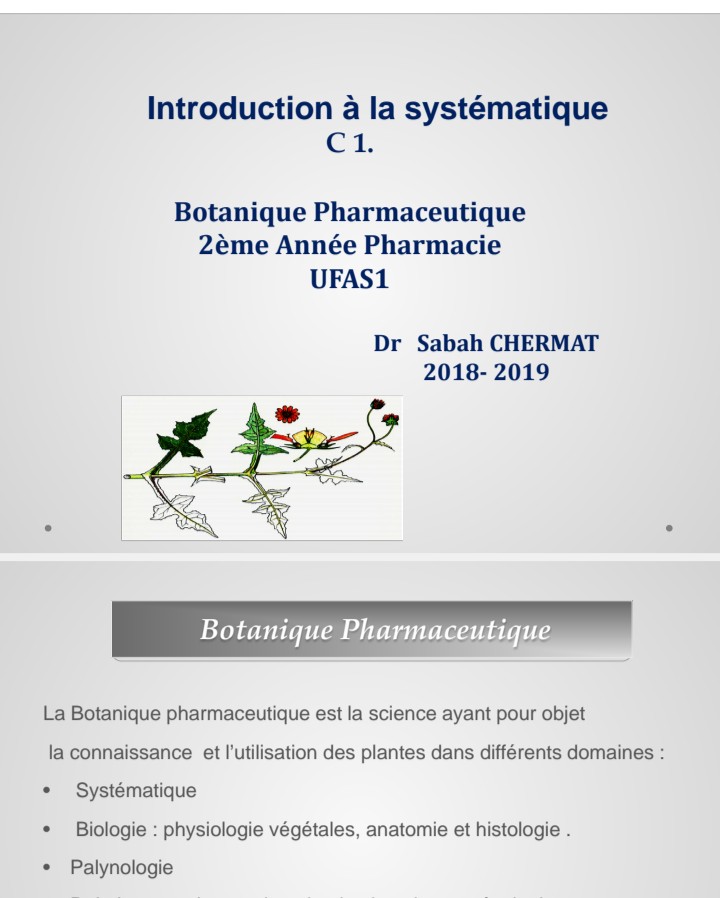 Introduction à la systématique
C 1.
Botanique Pharmaceutique
2ème Année Pharmacie
UFAS1
Dr Sabah CHERMAT
2018- 2019
Botanique Pharmaceutique
La Botanique pharmaceutique est la science ayant pour objet
la connaissance et l’utilisation des plantes dans différents domaines :
• Systématique
• Biologie : physiologie végétales, anatomie et histologie .
• Palynologie